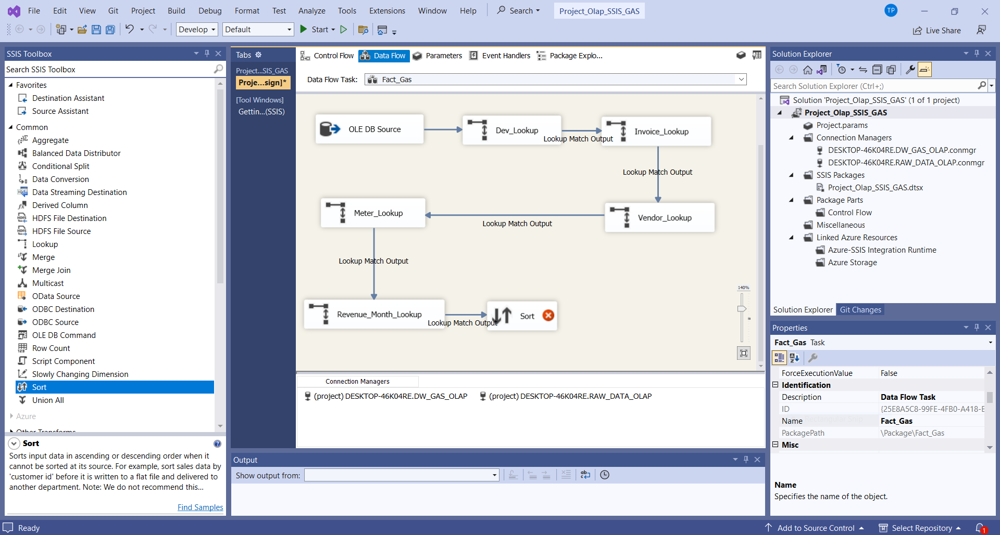 File Edit View Git Project Build Debug Format Test Analyze Tools Extensions Window Help Search Project_Olap_SSIS_GAS TP
Develop Default Start Live Share
SSIS Toolbox
Search SSIS Toolbox
Favorites
Destination Assistant
Source Assistant
Common
Aggregate
Balanced Data Distributor
Conditional Split
Data Conversion
Data Streaming Destination
Derived Column
HDFS File Destination
HDFS File Source
Lookup
Merge
Merge Join
Multicast
OData Source
ODBC Destination
ODBC Source
OLE DB Command
Row Count
Script Component
Slowly Changing Dimension
Sort
Union All
Azure
Other Transforms
Sort
Sorts input data in ascending or descending order when it
cannot be sorted at its source. For example, sort sales data by
'customer id' before it is written to a flat file and delivered to
another department. Note: We do not recommend this...
Find Samples
Tabs
Project...SIS_GAS
Proje...sign]*
[Tool Windows]
Gettin...(SSIS)
Control Flow Data Flow Parameters Event Handlers Package Explo...
Data Flow Task: Fact_Gas
OLE DB Source
Dev_Lookup
Lookup Match Output
Invoice_Lookup
Lookup Match Output
Vendor_Lookup
Lookup Match Output
Meter_Lookup
Lookup Match Output
Revenue_Month_Lookup
Lookup Match Output
Sort
140%
Connection Managers
(project) DESKTOP-46K04RE.DW_GAS_OLAP (project) DESKTOP-46K04RE.RAW_DATA_OLAP
Output
Show output from:
Solution Explorer
Search Solution Explorer (Ctrl+;)
Solution 'Project_Olap_SSIS_GAS' (1 of 1 project)
Project_Olap_SSIS_GAS
Project.params
Connection Managers
DESKTOP-46K04RE.DW_GAS_OLAP.conmgr
DESKTOP-46K04RE.RAW_DATA_OLAP.conmgr
SSIS Packages
Project_Olap_SSIS_GAS.dtsx
Package Parts
Control Flow
Miscellaneous
Linked Azure Resources
Azure-SSIS Integration Runtime
Azure Storage
Solution Explorer Git Changes
Properties
Fact_Gas Task
ForceExecutionValue False
Identification
Description Data Flow Task
ID {25E8A5C8-99FE-4FB0-A418-E
Name Fact_Gas
PackagePath \Package\Fact_Gas
Misc
Name
Specifies the name of the object.
Ready Add to Source Control Select Repository 1